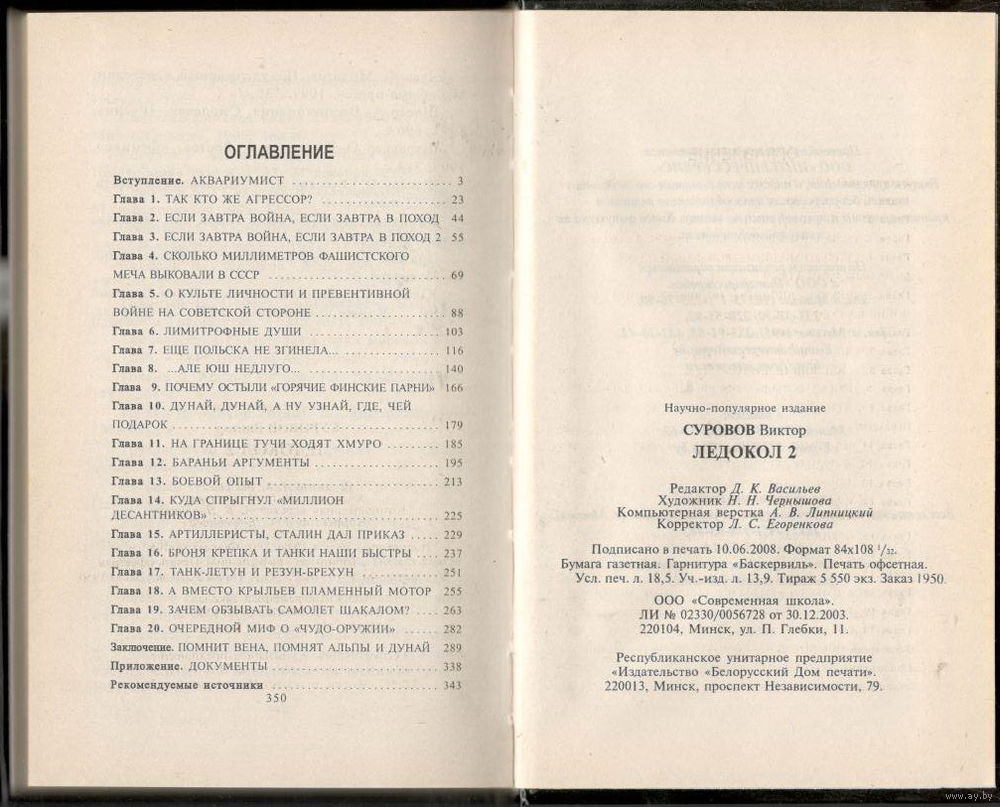 ОГЛАВЛЕНИЕ
Вступление. АКВАРИУМИСТ ........ 3
Глава 1. ТАК КТО ЖЕ АГРЕССОР? ........ 23
Глава 2. ЕСЛИ ЗАВТРА ВОЙНА, ЕСЛИ ЗАВТРА В ПОХОД 44
Глава 3. ЕСЛИ ЗАВТРА ВОЙНА, ЕСЛИ ЗАВТРА В ПОХОД 2 55
Глава 4. СКОЛЬКО МИЛЛИМЕТРОВ ФАШИСТСКОГО
МЕЧА ВЫКОВАЛИ В СССР ........ 69
Глава 5. О КУЛЬТЕ ЛИЧНОСТИ И ПРЕВЕНТИВНОЙ
ВОЙНЕ НА СОВЕТСКОЙ СТОРОНЕ ........ 88
Глава 6. ЛИМИТРОФНЫЕ ДУШИ ........ 103
Глава 7. ЕЩЕ ПОЛЬСКА НЕ ЗГИНЕЛА... ........ 116
Глава 8. ...АЛЕ ЮШ НЕДЛУГО... ........ 140
Глава 9. ПОЧЕМУ ОСТЫЛИ «ГОРЯЧИЕ ФИНСКИЕ ПАРНИ» 166
Глава 10. ДУНАЙ, ДУНАЙ, А НУ УЗНАЙ, ГДЕ, ЧЕЙ
ПОДАРОК ........ 179
Глава 11. НА ГРАНИЦЕ ТУЧИ ХОДЯТ ХМУРО ........ 185
Глава 12. БАРАНЬИ АРГУМЕНТЫ ........ 195
Глава 13. БОЕВОЙ ОПЫТ ........ 213
Глава 14. КУДА СПРЫГНУЛ «МИЛЛИОН
ДЕСАНТНИКОВ» ........ 225
Глава 15. АРТИЛЛЕРИСТЫ, СТАЛИН ДАЛ ПРИКАЗ ..... 229
Глава 16. БРОНЯ КРЕПКА И ТАНКИ НАШИ БЫСТРЫ .... 237
Глава 17. ТАНК-ЛЕТУН И РЕЗУН-БРЕХУН ........ 251
Глава 18. А ВМЕСТО КРЫЛЬЕВ ПЛАМЕННЫЙ МОТОР 255
Глава 19. ЗАЧЕМ ОБЗЫВАТЬ САМОЛЕТ ШАКАЛОМ? .... 263
Глава 20. ОЧЕРЕДНОЙ МИФ О «ЧУДО-ОРУЖИИ» ...... 282
Заключение. ПОМНИТ ВЕНА, ПОМНЯТ АЛЬПЫ И ДУНАЙ 289
Приложение. ДОКУМЕНТЫ ........ 338
Рекомендуемые источники ........ 343
350
Научно-популярное издание
СУРОВОВ Виктор
ЛЕДОКОЛ 2
Редактор Д. К. Васильев
Художник Н. Н. Чернышова
Компьютерная верстка А. В. Липницкий
Корректор Л. С. Егоренкова
Подписано в печать 10.06.2008. Формат 84х108 1/32.
Бумага газетная. Гарнитура «Баскервиль». Печать офсетная.
Усл. печ. л. 18,5. Уч.-изд. л. 13,9. Тираж 5 550 экз. Заказ 1950.
ООО «Современная школа».
ЛИ № 02330/0056728 от 30.12.2003.
220104, Минск, ул. П. Глебки, 11.
Республиканское унитарное предприятие
«Издательство «Белорусский Дом печати».
220013, Минск, проспект Независимости, 79.
www.ay.by